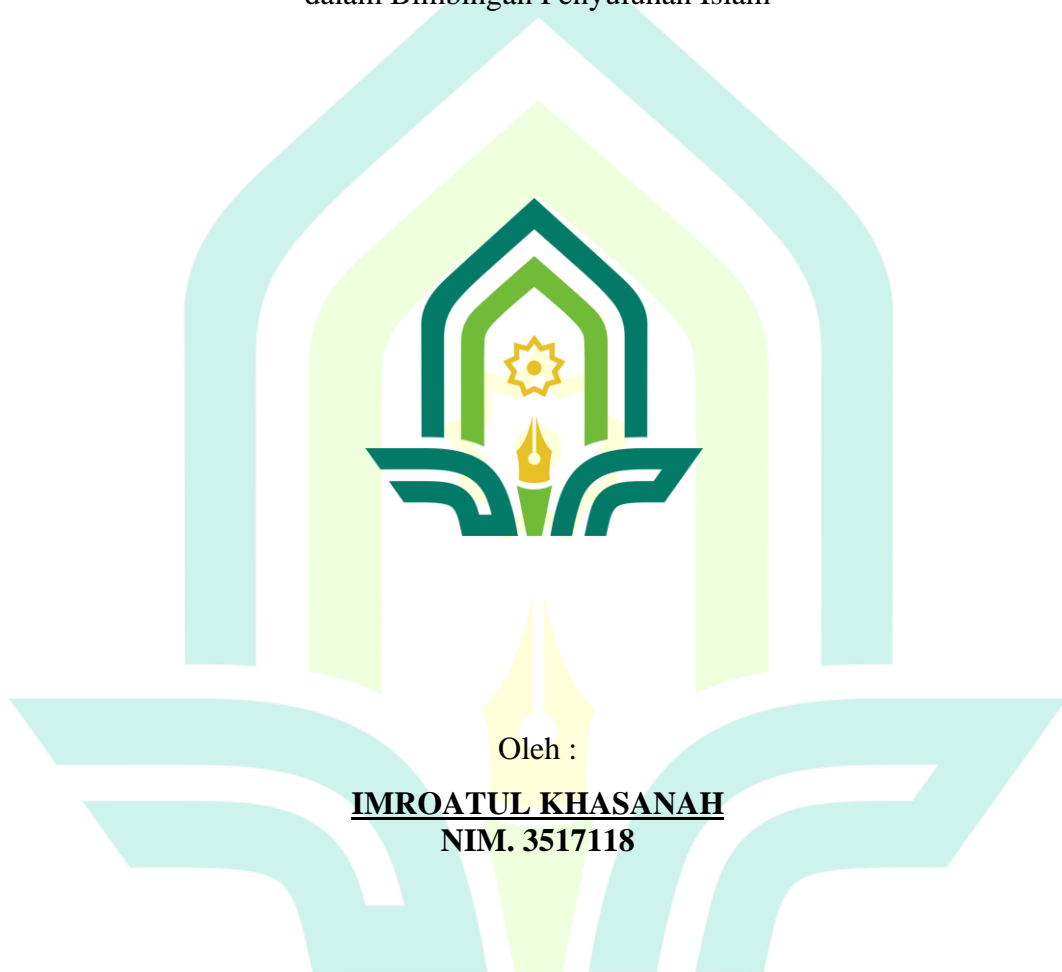 dalam Bimbingan Penyuluhan Islam
Oleh :
IMROATUL KHASANAH
NIM. 3517118